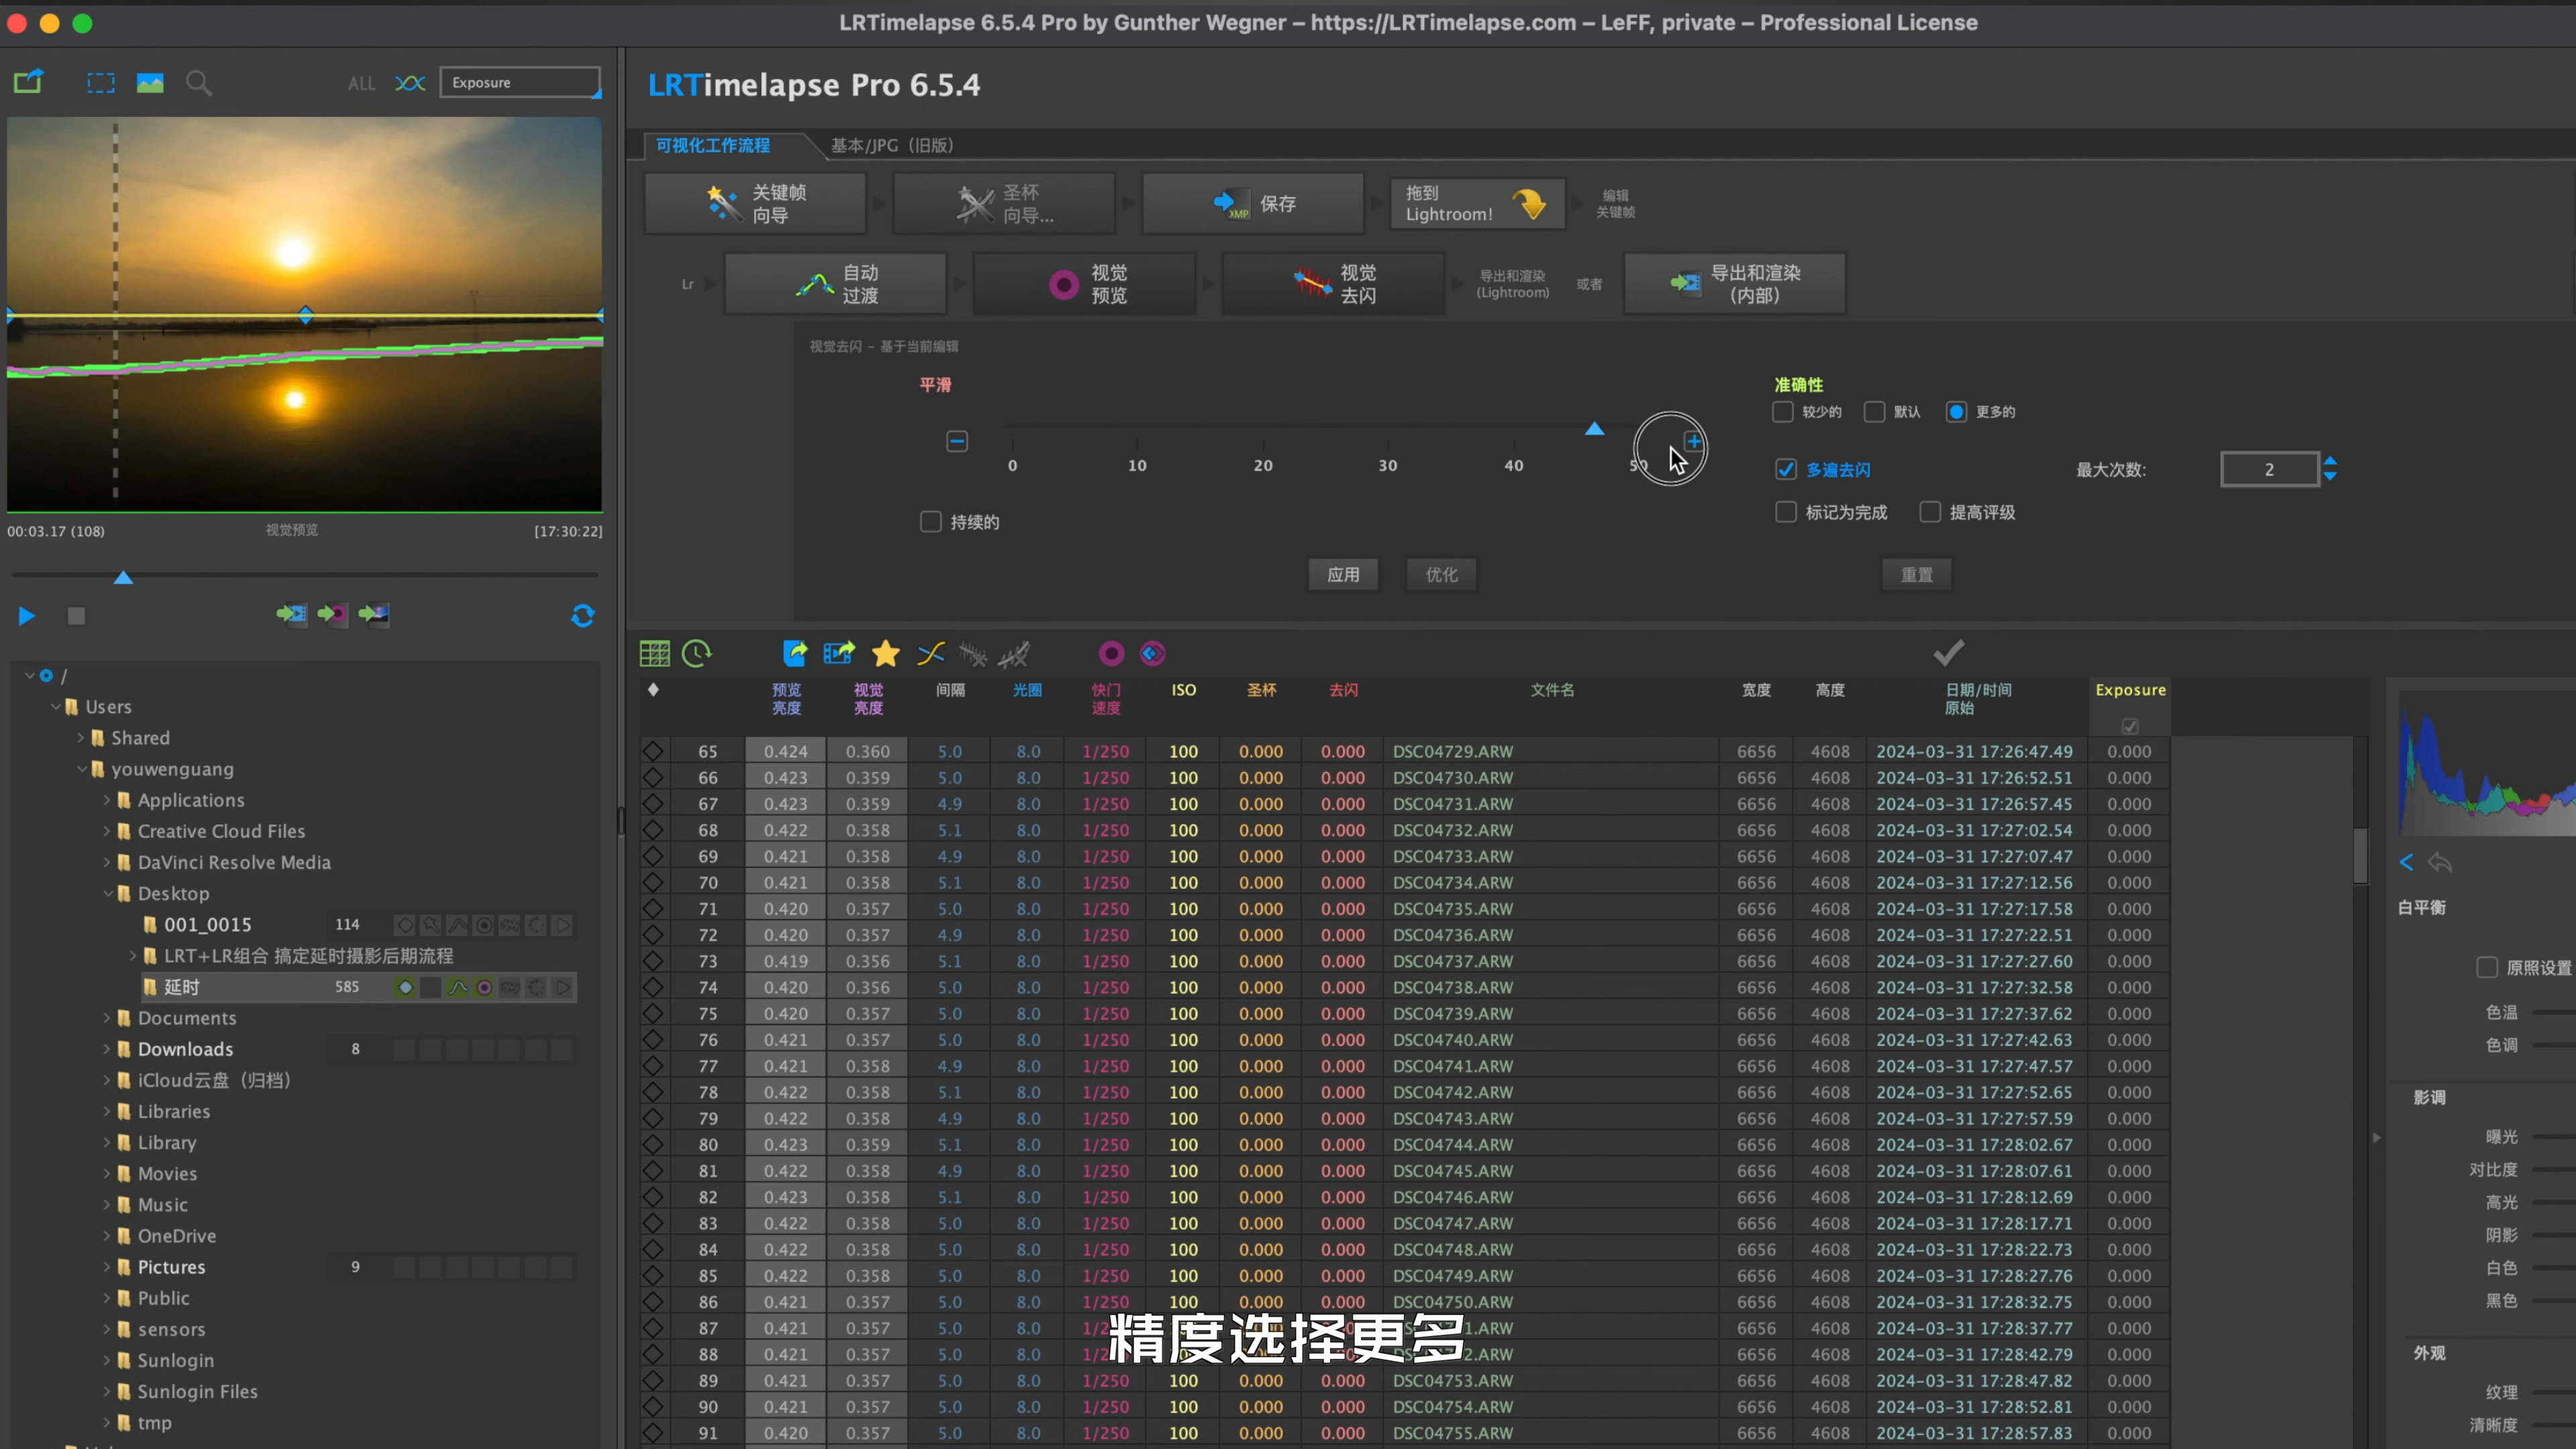 LRTimelapse 6.5.4 Pro by Gunther Wegner – https://LRTimelapse.com – LeFF, private – Professional License
ALL
Exposure
LRTimelapse Pro 6.5.4
可视化工作流程
基本/JPG（旧版）
关键帧
向导
圣杯
向导...
XMP
保存
拖到
Lightroom!
编辑
关键帧
Lr
自动
过渡
视觉
预览
视觉
去闪
导出和渲染
(Lightroom)
或者
导出和渲染
(内部)
视觉去闪 – 基于当前编辑
平滑
0 10 20 30 40
持续的
准确性
较少的 默认 更多的
多遍去闪 最大次数: 2
标记为完成 提高评级
应用 优化 重置
00:03.17 (108) 视觉预览 [17:30:22]
/
Users
Shared
youwenguang
Applications
Creative Cloud Files
DaVinci Resolve Media
Desktop
001_0015 114
LRT+LR组合 搞定延时摄影后期流程
延时 585
Documents
Downloads 8
iCloud云盘（归档）
Libraries
Library
Movies
Music
OneDrive
Pictures 9
Public
sensors
Sunlogin
Sunlogin Files
tmp
预览
亮度
视觉
亮度
间隔
光圈
快门
速度
ISO
圣杯
去闪
文件名
宽度
高度
日期/时间
原始
Exposure
65 0.424 0.360 5.0 8.0 1/250 100 0.000 0.000 DSC04729.ARW 6656 4608 2024-03-31 17:26:47.49 0.000
66 0.423 0.359 5.0 8.0 1/250 100 0.000 0.000 DSC04730.ARW 6656 4608 2024-03-31 17:26:52.51 0.000
67 0.423 0.359 4.9 8.0 1/250 100 0.000 0.000 DSC04731.ARW 6656 4608 2024-03-31 17:26:57.45 0.000
68 0.422 0.358 5.1 8.0 1/250 100 0.000 0.000 DSC04732.ARW 6656 4608 2024-03-31 17:27:02.54 0.000
69 0.421 0.358 4.9 8.0 1/250 100 0.000 0.000 DSC04733.ARW 6656 4608 2024-03-31 17:27:07.47 0.000
70 0.421 0.358 5.1 8.0 1/250 100 0.000 0.000 DSC04734.ARW 6656 4608 2024-03-31 17:27:12.56 0.000
71 0.420 0.357 5.0 8.0 1/250 100 0.000 0.000 DSC04735.ARW 6656 4608 2024-03-31 17:27:17.58 0.000
72 0.420 0.357 4.9 8.0 1/250 100 0.000 0.000 DSC04736.ARW 6656 4608 2024-03-31 17:27:22.51 0.000
73 0.419 0.356 5.1 8.0 1/250 100 0.000 0.000 DSC04737.ARW 6656 4608 2024-03-31 17:27:27.60 0.000
74 0.420 0.356 5.0 8.0 1/250 100 0.000 0.000 DSC04738.ARW 6656 4608 2024-03-31 17:27:32.58 0.000
75 0.420 0.357 5.0 8.0 1/250 100 0.000 0.000 DSC04739.ARW 6656 4608 2024-03-31 17:27:37.62 0.000
76 0.421 0.357 5.0 8.0 1/250 100 0.000 0.000 DSC04740.ARW 6656 4608 2024-03-31 17:27:42.63 0.000
77 0.421 0.358 4.9 8.0 1/250 100 0.000 0.000 DSC04741.ARW 6656 4608 2024-03-31 17:27:47.57 0.000
78 0.422 0.358 5.1 8.0 1/250 100 0.000 0.000 DSC04742.ARW 6656 4608 2024-03-31 17:27:52.65 0.000
79 0.422 0.358 4.9 8.0 1/250 100 0.000 0.000 DSC04743.ARW 6656 4608 2024-03-31 17:27:57.59 0.000
80 0.423 0.359 5.1 8.0 1/250 100 0.000 0.000 DSC04744.ARW 6656 4608 2024-03-31 17:28:02.67 0.000
81 0.422 0.358 4.9 8.0 1/250 100 0.000 0.000 DSC04745.ARW 6656 4608 2024-03-31 17:28:07.61 0.000
82 0.423 0.358 5.1 8.0 1/250 100 0.000 0.000 DSC04746.ARW 6656 4608 2024-03-31 17:28:12.69 0.000
83 0.422 0.358 5.0 8.0 1/250 100 0.000 0.000 DSC04747.ARW 6656 4608 2024-03-31 17:28:17.71 0.000
84 0.422 0.358 5.0 8.0 1/250 100 0.000 0.000 DSC04748.ARW 6656 4608 2024-03-31 17:28:22.73 0.000
85 0.422 0.358 5.0 8.0 1/250 100 0.000 0.000 DSC04749.ARW 6656 4608 2024-03-31 17:28:27.76 0.000
86 0.421 0.357 5.0 8.0 1/250 100 0.000 0.000 DSC04750.ARW 6656 4608 2024-03-31 17:28:32.75 0.000
87 0.421 0.357 5.0 8.0 6656 4608 2024-03-31 17:28:37.77 0.000
88 0.421 0.357 5.0 8.0 6656 4608 2024-03-31 17:28:42.79 0.000
89 0.421 0.357 5.0 8.0 1/250 100 0.000 0.000 DSC04753.ARW 6656 4608 2024-03-31 17:28:47.82 0.000
90 0.421 0.357 5.0 8.0 1/250 100 0.000 0.000 DSC04754.ARW 6656 4608 2024-03-31 17:28:52.81 0.000
91 0.420 0.357 5.0 8.0 1/250 100 0.000 0.000 DSC04755.ARW 6656 4608 2024-03-31 17:28:57.83 0.000
精度选择更多
白平衡
原照设置
色温
色调
影调
曝光
对比度
高光
阴影
白色
黑色
外观
纹理
清晰度